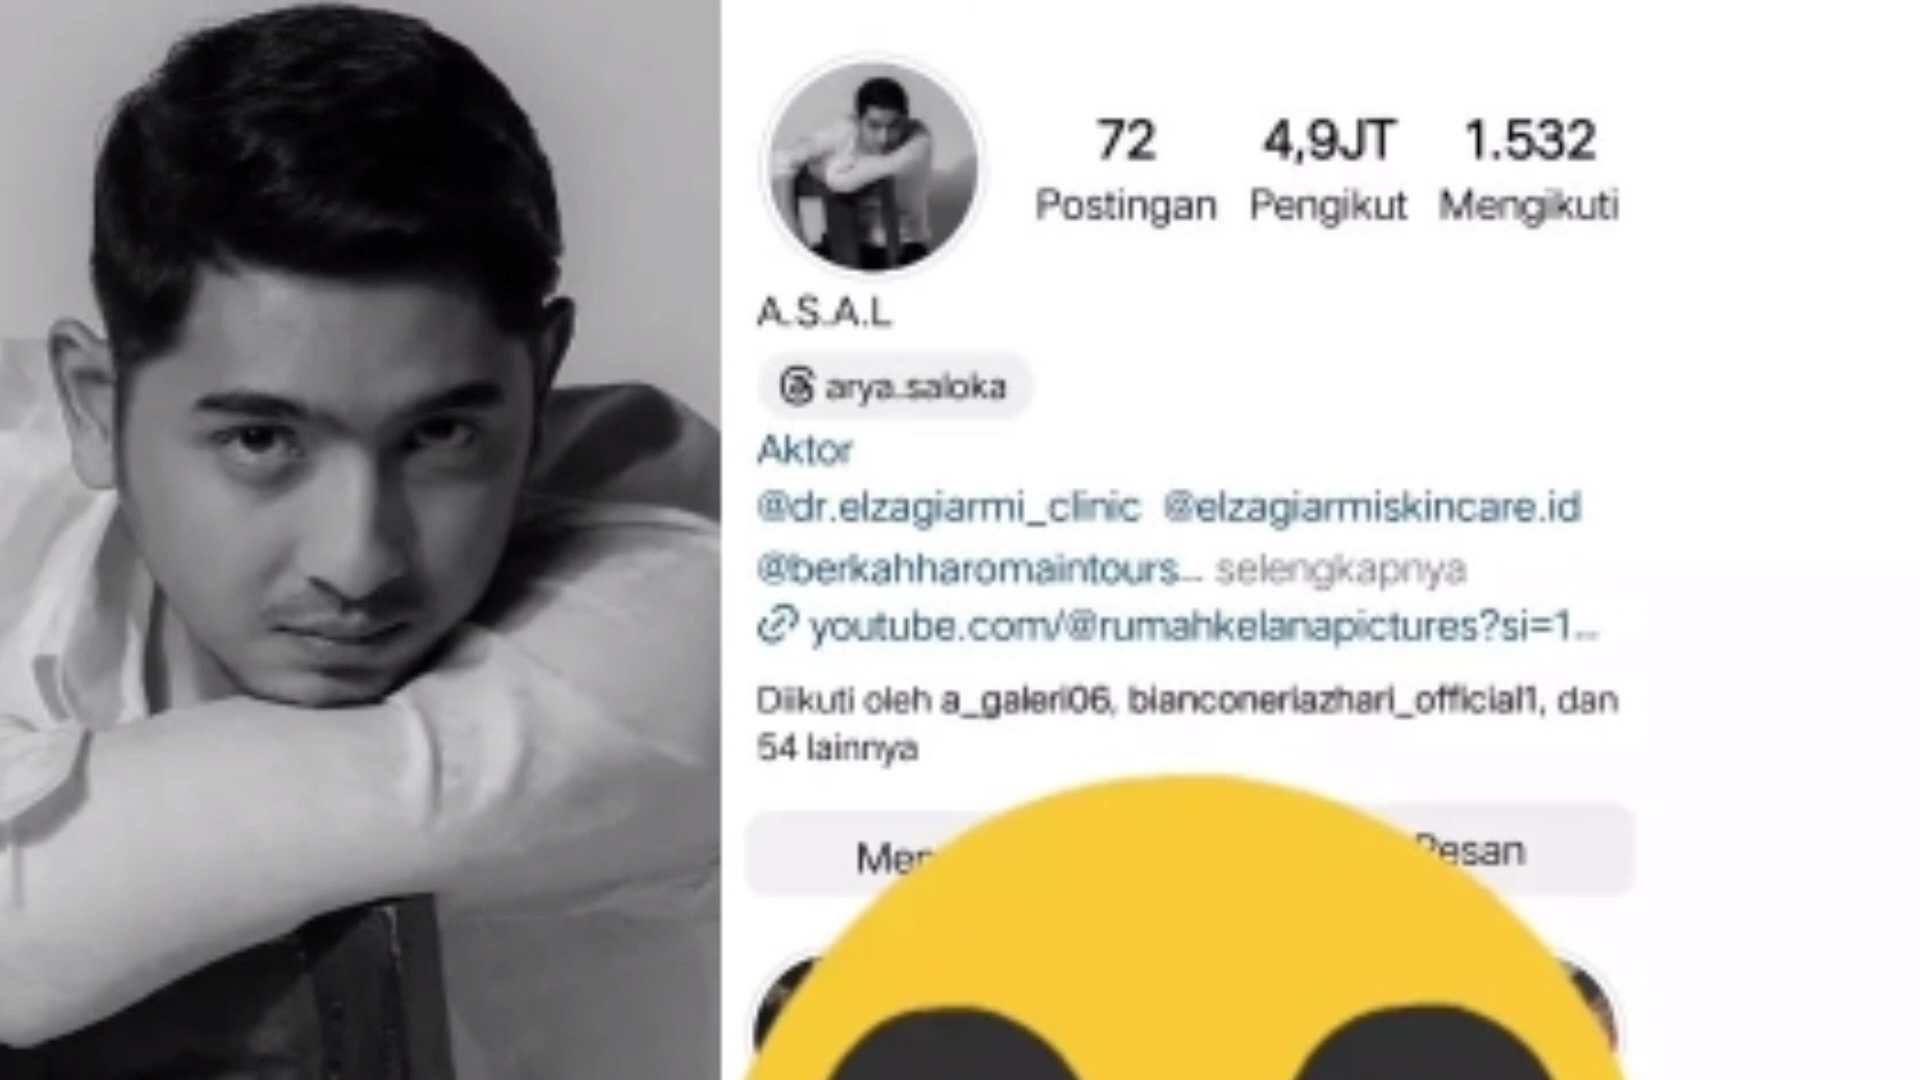 72 4,9JT 1.532
Postingan Pengikut Mengikuti
A.S.A.L
arya.saloka
Aktor
@dr.elzagiarmi_clinic @elzagiarmiskincare.id
@berkahharomaintours... selengkapnya
youtube.com/@rumahkelanapictures?si=1...
Diikuti oleh a_galeri06, bianconeriazhari_official1, dan
54 lainnya
Pesan